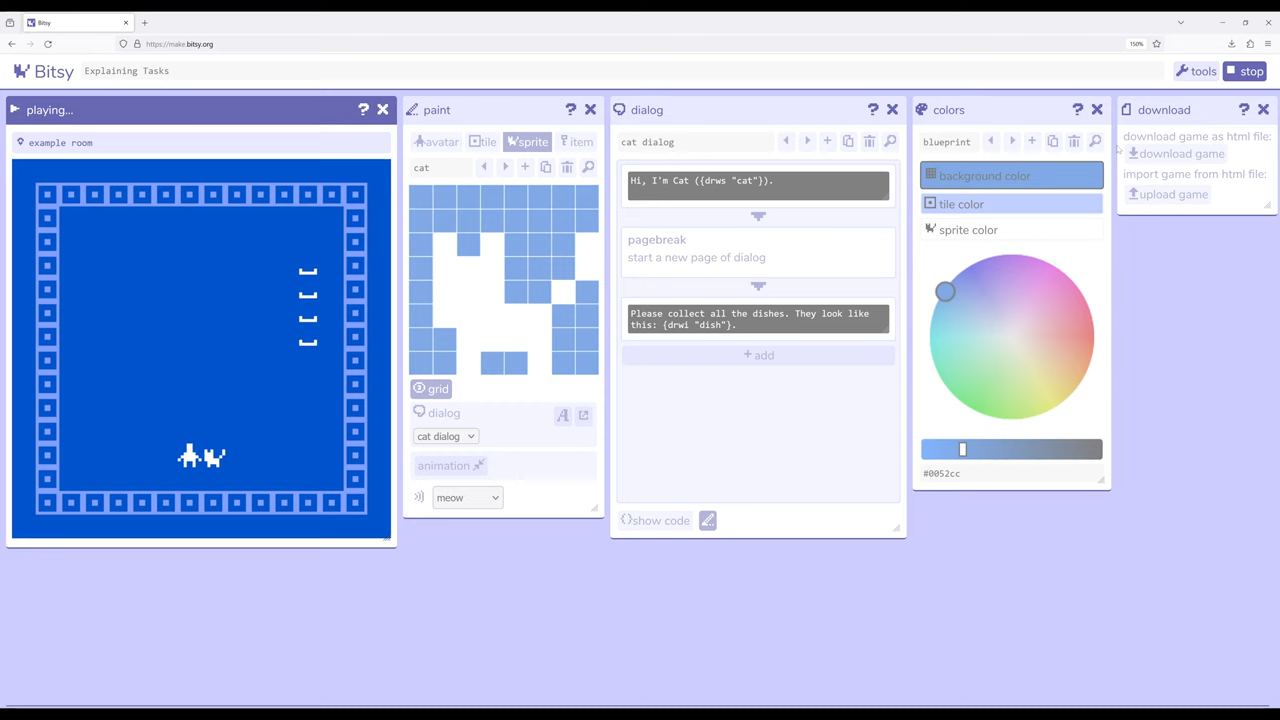 Bitsy
https://make.bitsy.org
150%
Bitsy
Explaining Tasks
tools
stop
playing...
?
example room
paint
?
avatar
tile
sprite
item
cat
grid
dialog
A
cat dialog
animation
meow
dialog
?
cat dialog
Hi, I'm Cat ({drws "cat"}).
pagebreak
start a new page of dialog
Please collect all the dishes. They look like
this: {drwi "dish"}.
+ add
show code
colors
?
blueprint
background color
tile color
sprite color
#0052cc
download
?
download game as html file:
download game
import game from html file:
upload game